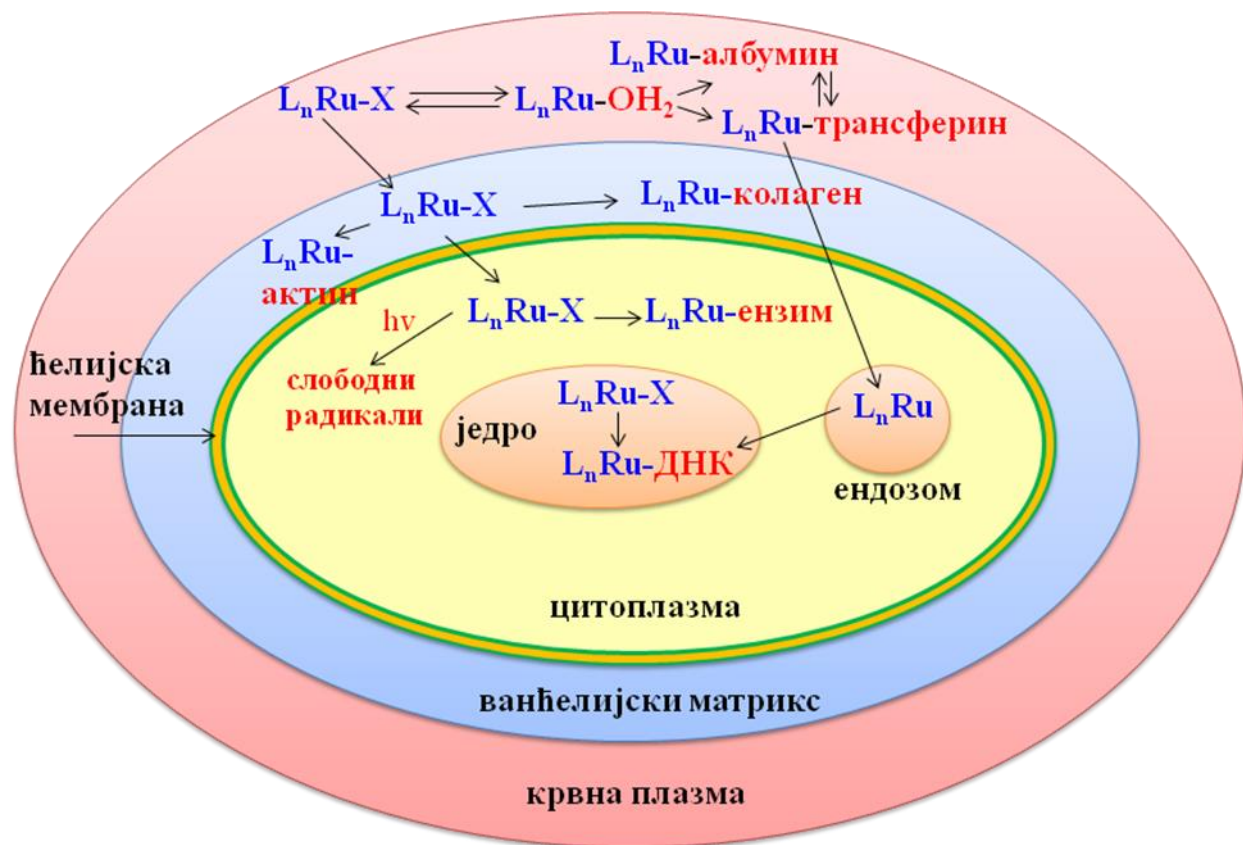 LₙRu-албумин
LₙRu-X
LₙRu-OH₂
LₙRu-трансферин
LₙRu-X
LₙRu-колаген
LₙRu-
актин
hv
LₙRu-X
LₙRu-ензим
ћелијска
мембрана
слободни
радикали
LₙRu-X
једро
LₙRu-ДНК
LₙRu
ендозом
цитоплазма
ванћелијски матрикс
крвна плазма